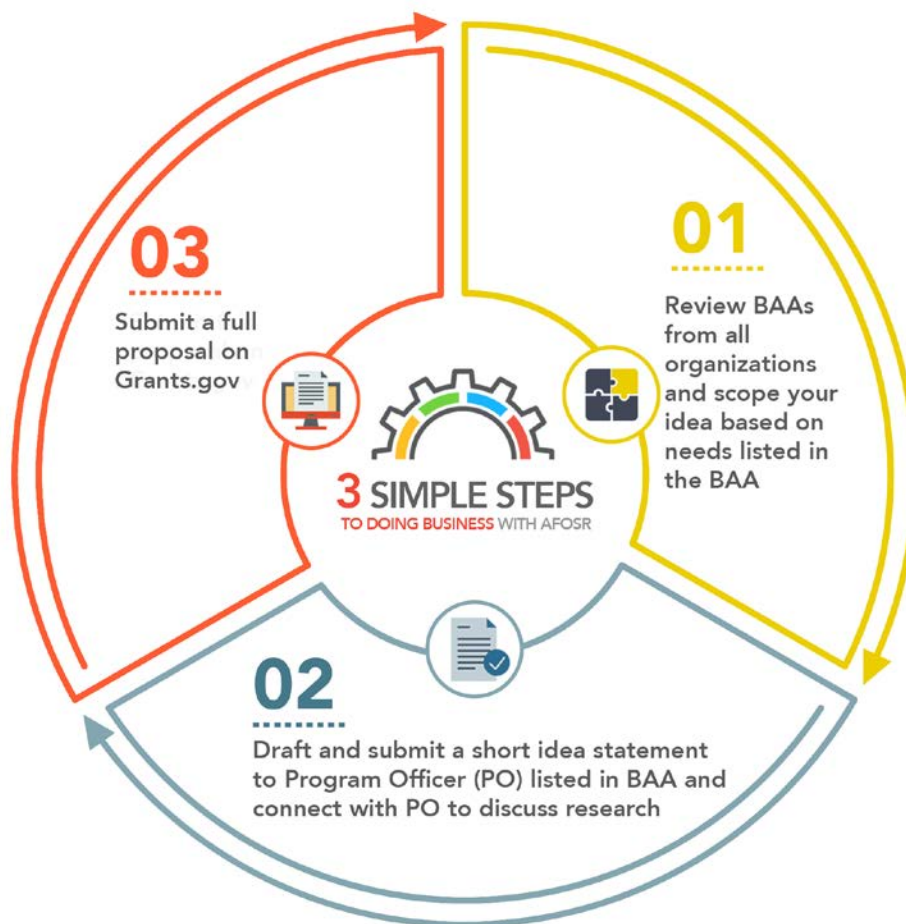 01
Review BAAs
from all
organizations
and scope your
idea based on
needs listed in
the BAA
02
Draft and submit a short idea statement
to Program Officer (PO) listed in BAA and
connect with PO to discuss research
03
Submit a full
proposal on
Grants.gov
3 SIMPLE STEPS
TO DOING BUSINESS WITH AFOSR